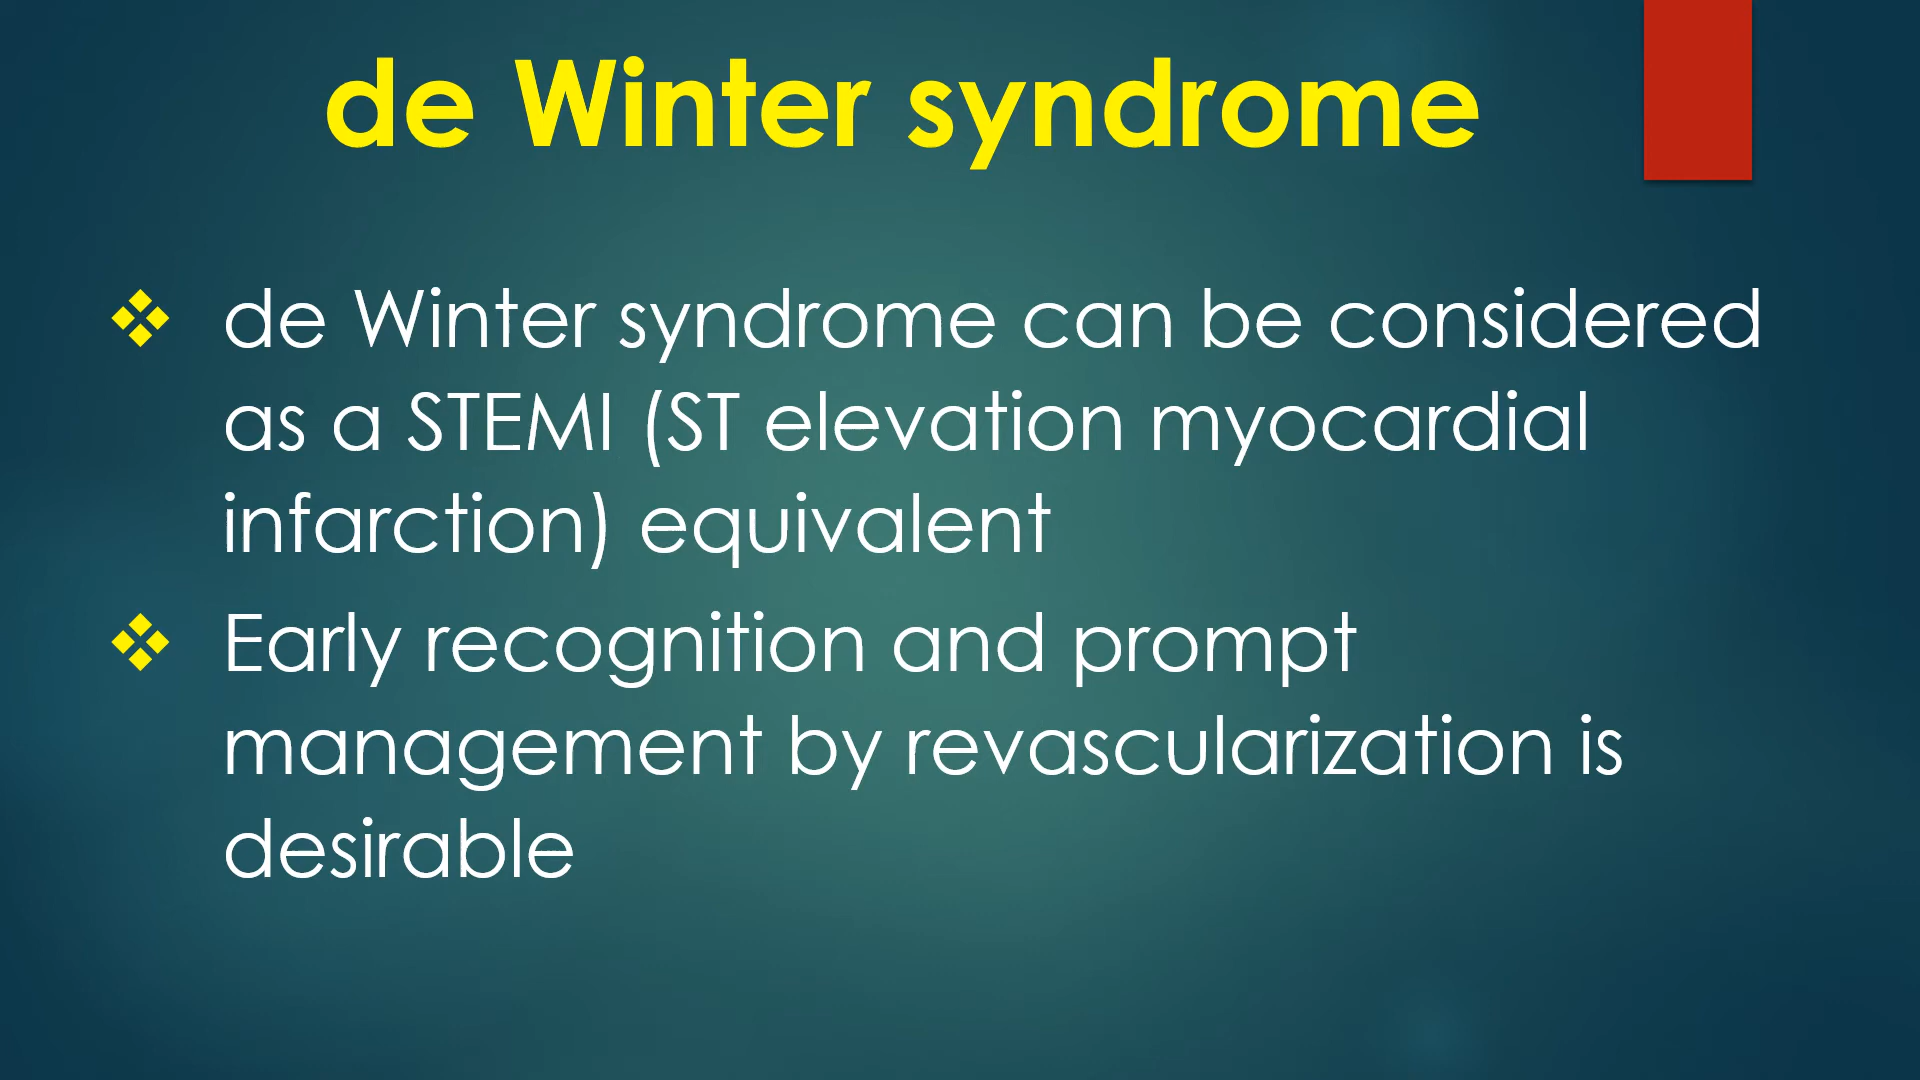 de Winter syndrome
de Winter syndrome can be considered
as a STEMI (ST elevation myocardial
infarction) equivalent
Early recognition and prompt
management by revascularization is
desirable